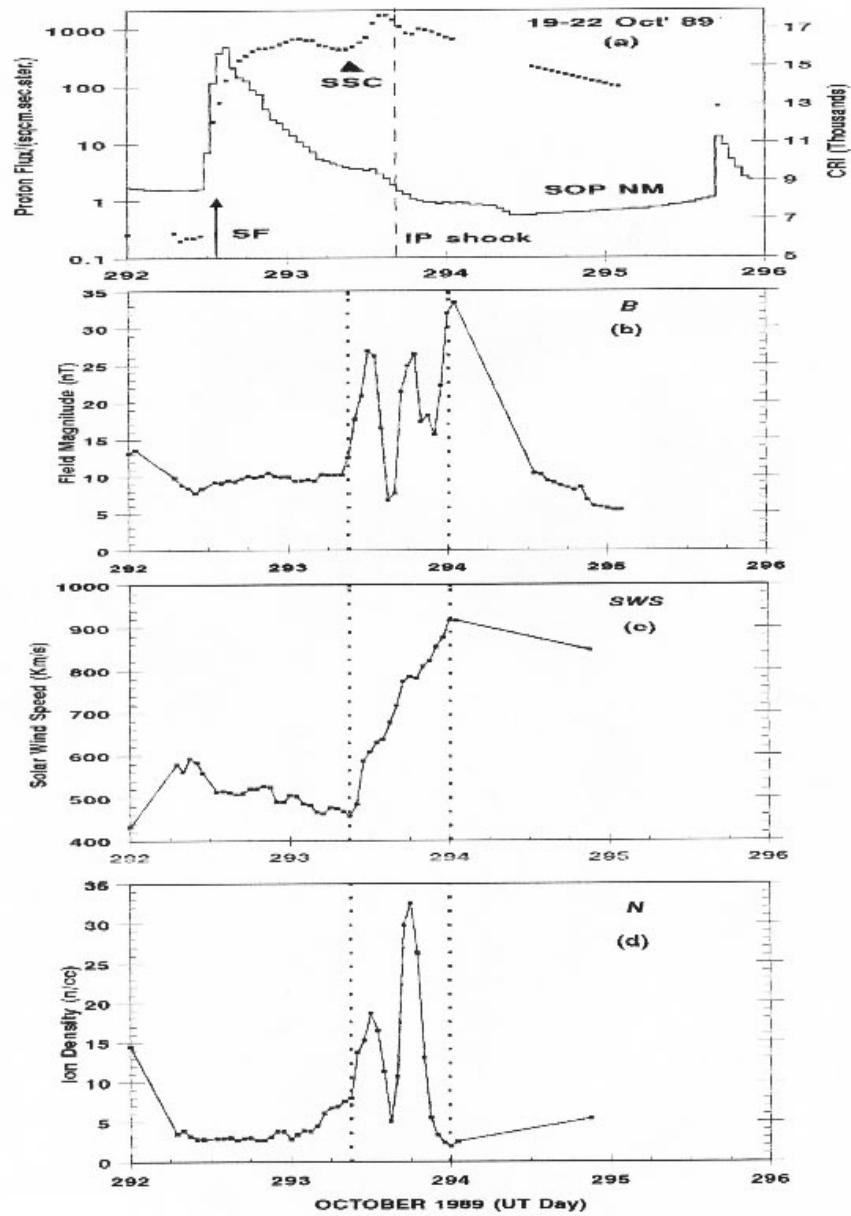 19-22 Oct' 89
(a)
1000
100
10
1
0.1
Proton Flux/(sqcm.sec.ster.)
17
15
13
11
9
7
5
CRI (Thousands)
SSC
SOP NM
SF
IP shock
292 293 294 295 296
B
(b)
35
30
25
20
15
10
5
0
Field Magnitude (nT)
292 293 294 295 296
SWS
(c)
1000
900
800
700
600
500
400
Solar Wind Speed (Km/s)
292 293 294 295 296
N
(d)
35
30
25
20
15
10
5
0
Ion Density (n/cc)
292 293 294 295 296
OCTOBER 1989 (UT Day)